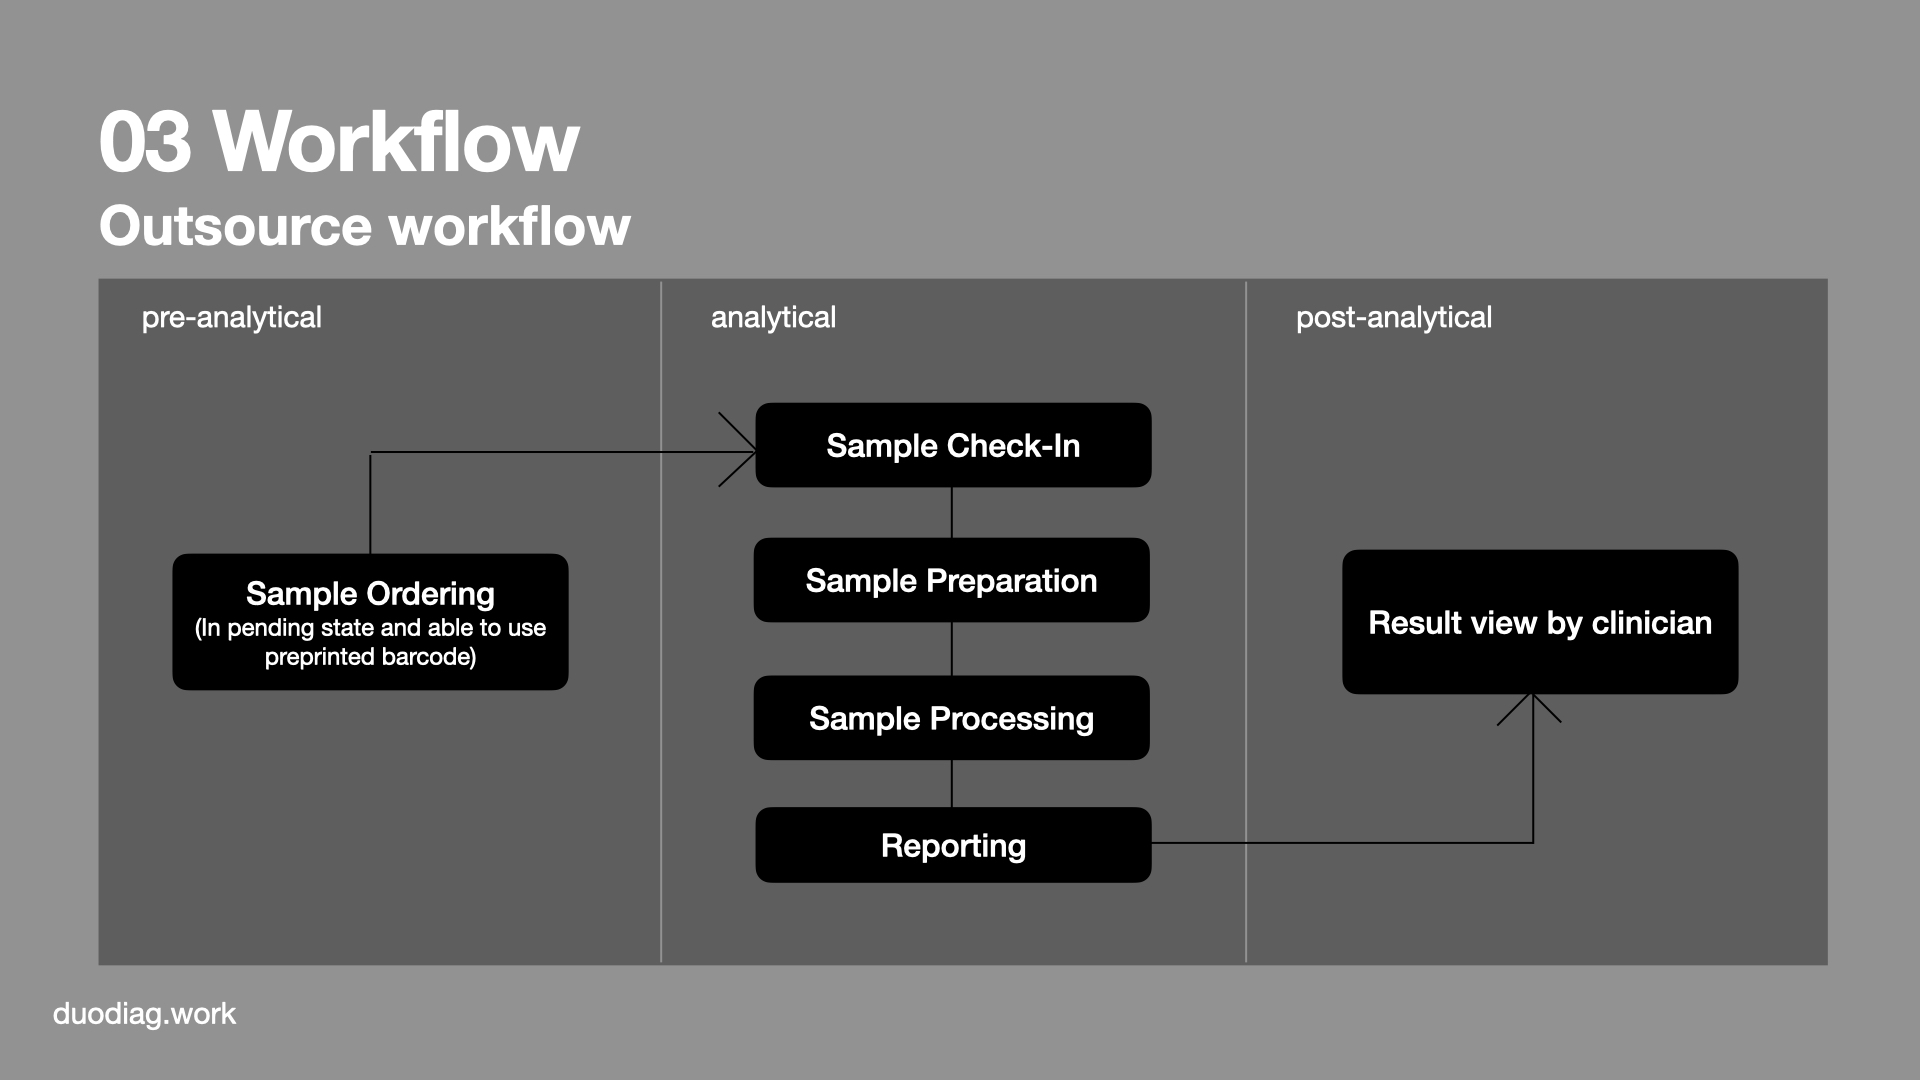 03 Workflow
Outsource workflow
pre-analytical
analytical
post-analytical
Sample Ordering
(In pending state and able to use
preprinted barcode)
Sample Check-In
Sample Preparation
Sample Processing
Reporting
Result view by clinician
duodiag.work